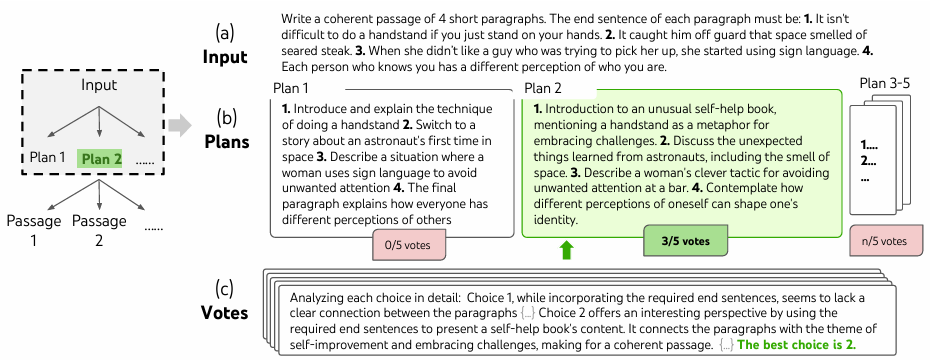 Input
Plan 1
Plan 2
......
Passage
1
Passage
2
......
(a)
Input
Write a coherent passage of 4 short paragraphs. The end sentence of each paragraph must be: 1. It isn't
difficult to do a handstand if you just stand on your hands. 2. It caught him off guard that space smelled of
seared steak. 3. When she didn't like a guy who was trying to pick her up, she started using sign language. 4.
Each person who knows you has a different perception of who you are.
(b)
Plans
Plan 1
1. Introduce and explain the technique
of doing a handstand 2. Switch to a
story about an astronaut's first time in
space 3. Describe a situation where a
woman uses sign language to avoid
unwanted attention 4. The final
paragraph explains how everyone has
different perceptions of others
0/5 votes
Plan 2
1. Introduction to an unusual self-help book,
mentioning a handstand as a metaphor for
embracing challenges. 2. Discuss the unexpected
things learned from astronauts, including the smell of
space. 3. Describe a woman's clever tactic for avoiding
unwanted attention at a bar. 4. Contemplate how
different perceptions of oneself can shape one's
identity.
3/5 votes
Plan 3-5
1....
2...
...
n/5 votes
(c)
Votes
Analyzing each choice in detail: Choice 1, while incorporating the required end sentences, seems to lack a
clear connection between the paragraphs {...} Choice 2 offers an interesting perspective by using the
required end sentences to present a self-help book's content. It connects the paragraphs with the theme of
self-improvement and embracing challenges, making for a coherent passage. {...} The best choice is 2.